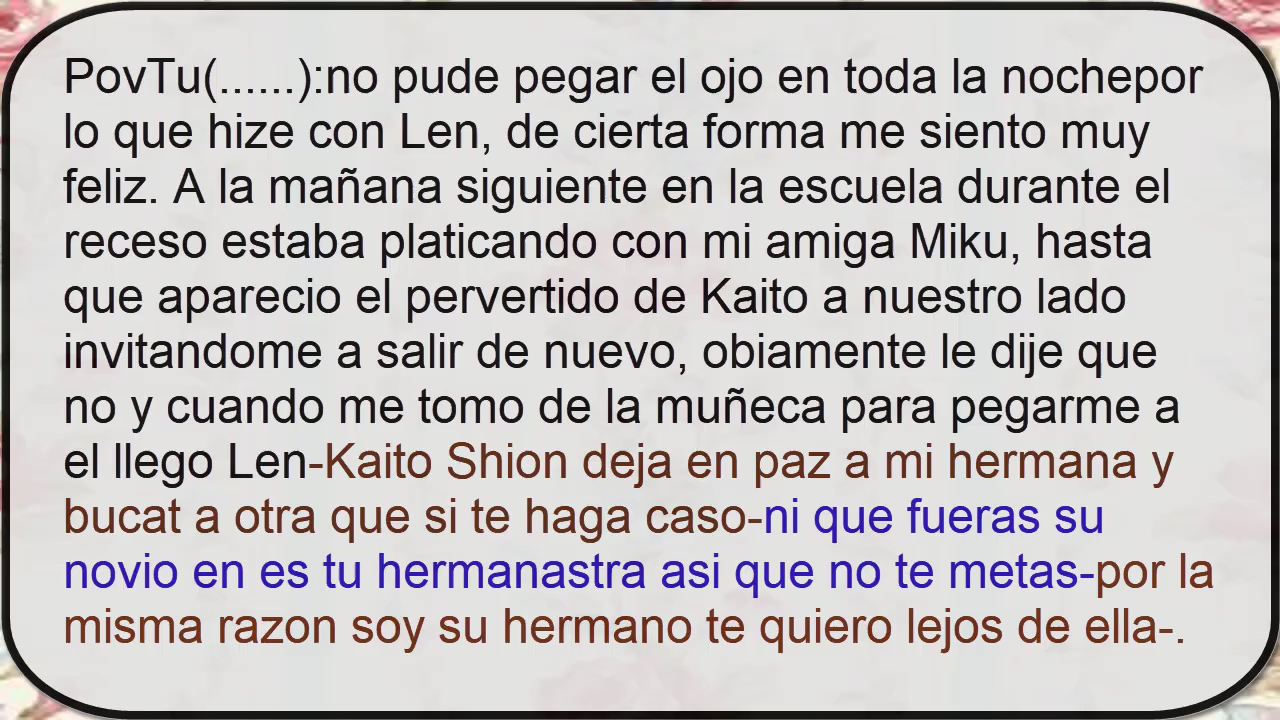 PovTu(......):no pude pegar el ojo en toda la nochepor
lo que hize con Len, de cierta forma me siento muy
feliz. A la mañana siguiente en la escuela durante el
receso estaba platicando con mi amiga Miku, hasta
que aparecio el pervertido de Kaito a nuestro lado
invitandome a salir de nuevo, obiamente le dije que
no y cuando me tomo de la muñeca para pegarme a
el llego Len-Kaito Shion deja en paz a mi hermana y
bucat a otra que si te haga caso-ni que fueras su
novio en es tu hermanastra asi que no te metas-por la
misma razon soy su hermano te quiero lejos de ella-.